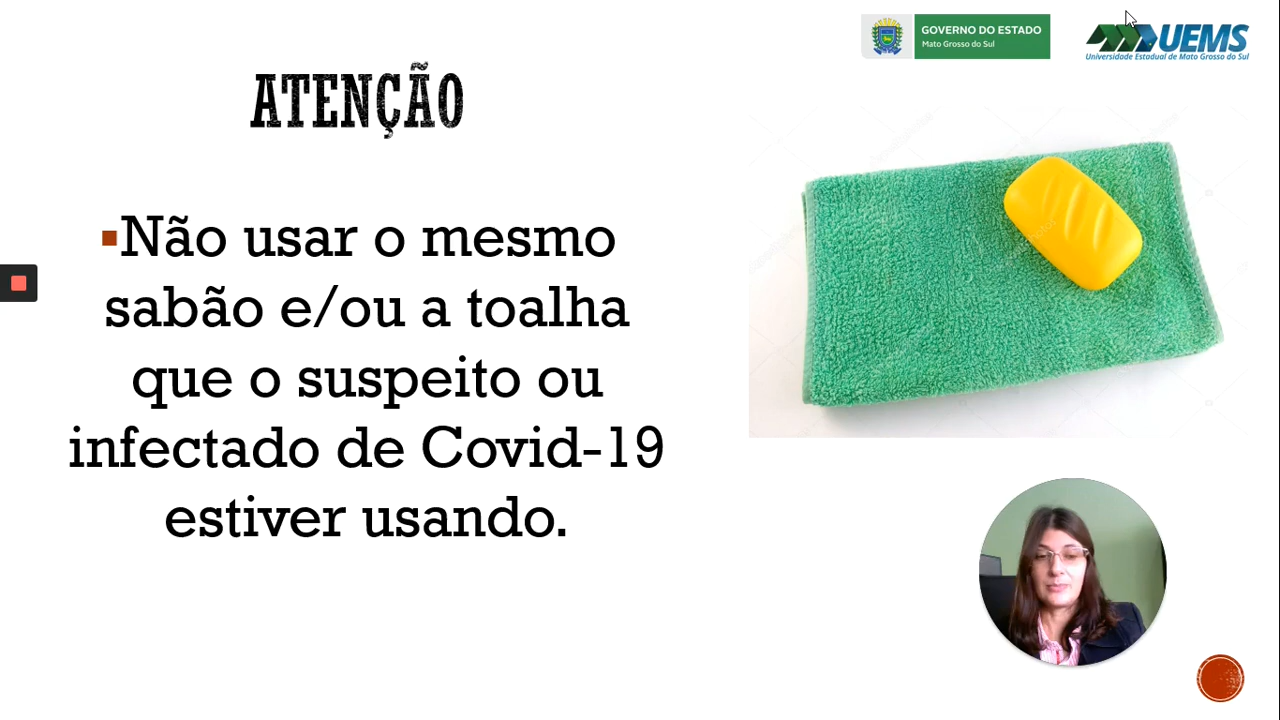 GOVERNO DO ESTADO
Mato Grosso do Sul
UEMS
Universidade Estadual de Mato Grosso do Sul
ATENÇÃO
▪Não usar o mesmo
sabão e/ou a toalha
que o suspeito ou
infectado de Covid-19
estiver usando.